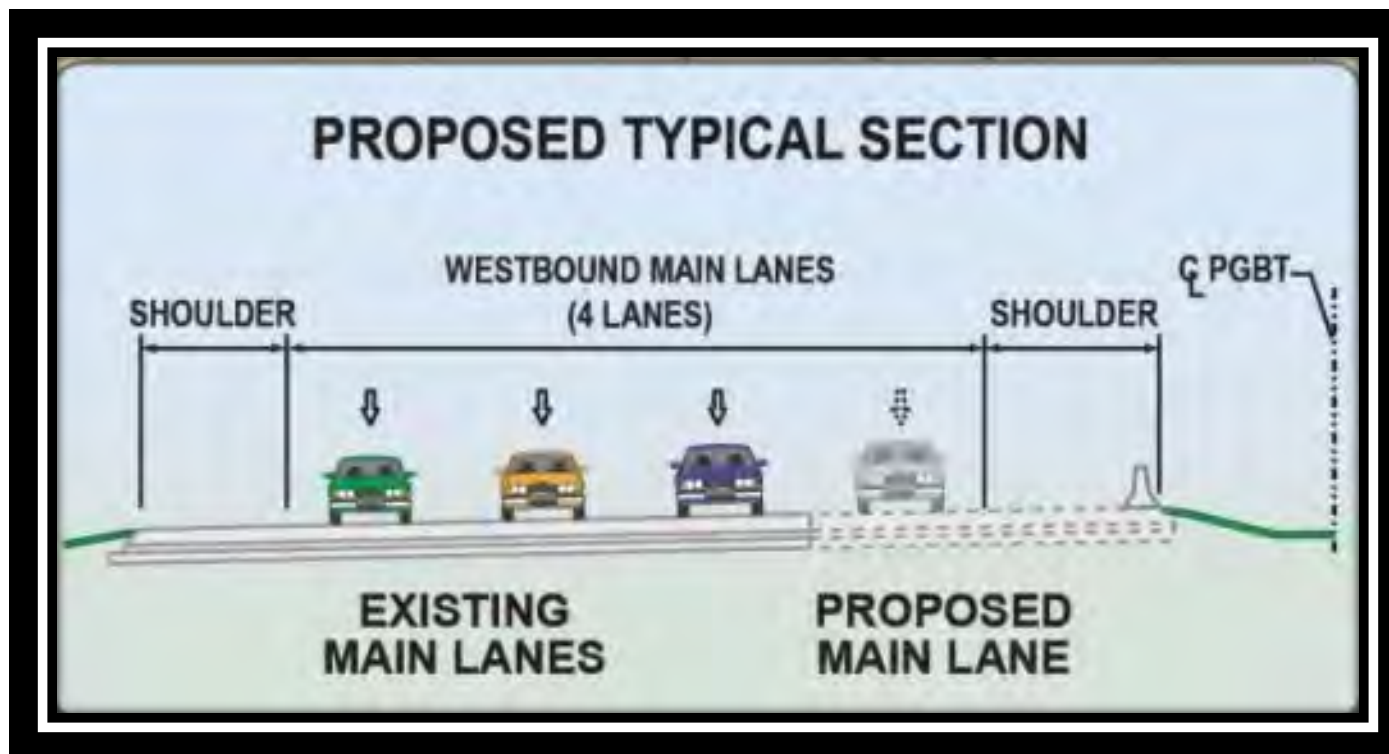 PROPOSED TYPICAL SECTION
WESTBOUND MAIN LANES
(4 LANES)
SHOULDER
SHOULDER
℄ PGBT
EXISTING
MAIN LANES
PROPOSED
MAIN LANE